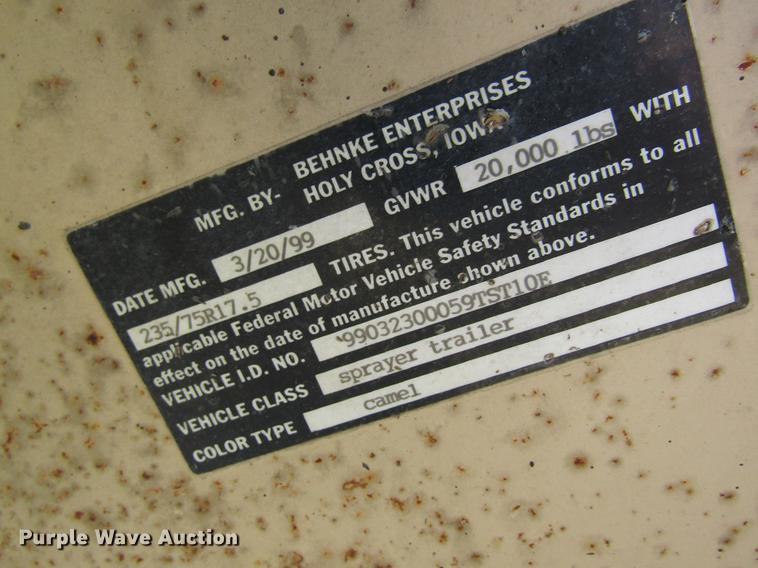 MFG. BY- BEHNKE ENTERPRISES
HOLY CROSS, IOWA
DATE MFG. 3/20/99 GVWR 20,000 lbs WITH
235/75R17.5 TIRES. This vehicle conforms to all
applicable Federal Motor Vehicle Safety Standards in
effect on the date of manufacture shown above.
VEHICLE I.D. NO. 99032300059TST10E
VEHICLE CLASS sprayer trailer
COLOR TYPE camel
Purple Wave Auction